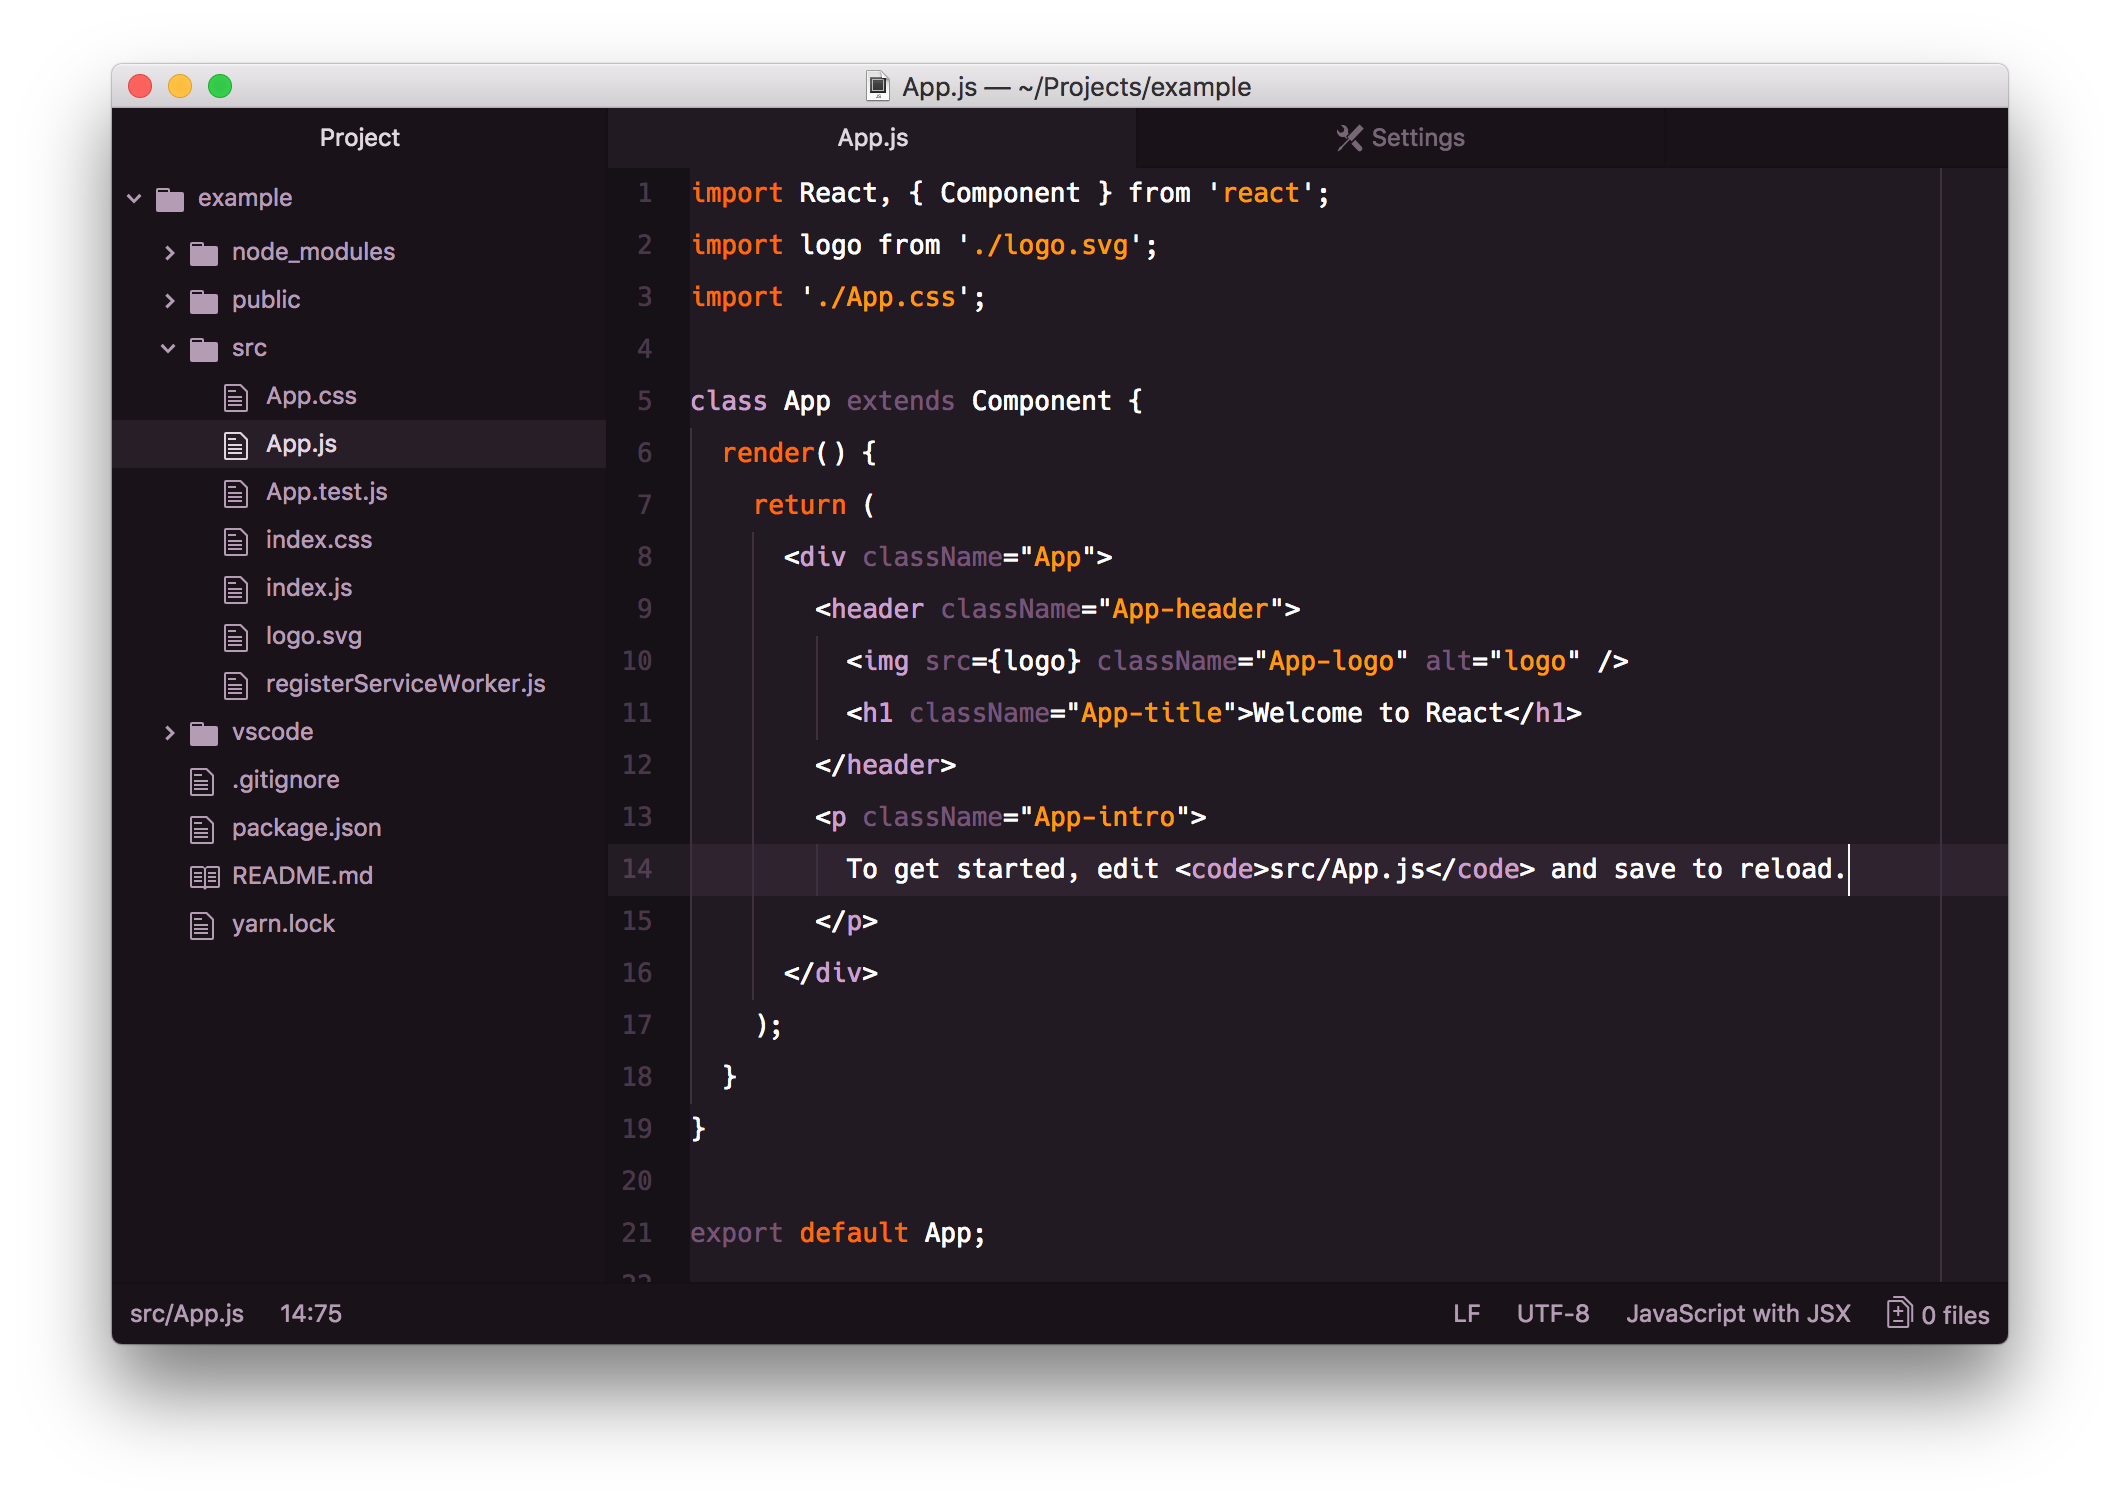 App.js — ~/Projects/example
Project
App.js
Settings
example
node_modules
public
src
App.css
App.js
App.test.js
index.css
index.js
logo.svg
registerServiceWorker.js
vscode
.gitignore
package.json
README.md
yarn.lock
1 import React, { Component } from 'react';
2 import logo from './logo.svg';
3 import './App.css';
4
5 class App extends Component {
6 render() {
7 return (
8 <div className="App">
9 <header className="App-header">
10 <img src={logo} className="App-logo" alt="logo" />
11 <h1 className="App-title">Welcome to React</h1>
12 </header>
13 <p className="App-intro">
14 To get started, edit <code>src/App.js</code> and save to reload.
15 </p>
16 </div>
17 );
18 }
19 }
20
21 export default App;
src/App.js 14:75 LF UTF-8 JavaScript with JSX 0 files